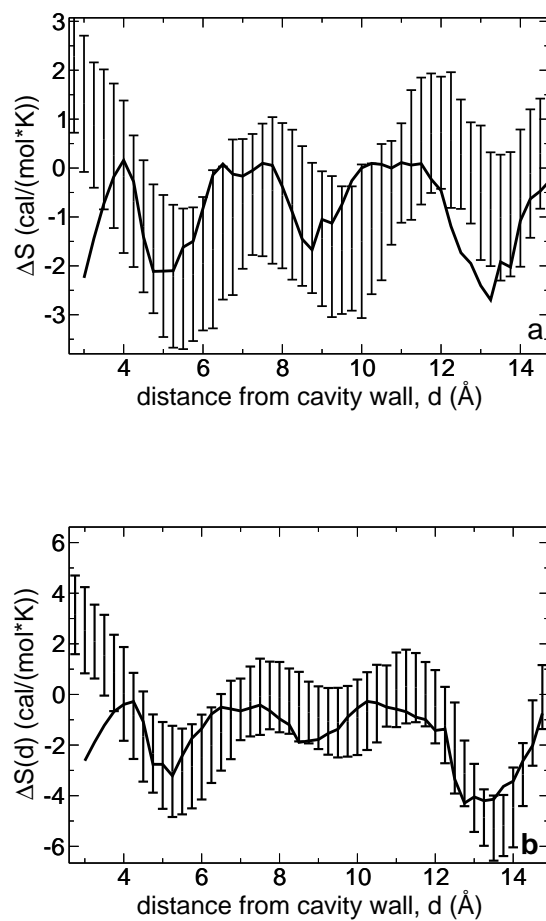 3
2
1
0
-1
-2
-3
ΔS (cal/(mol*K))
a
4 6 8 10 12 14
distance from cavity wall, d (Å)
6
4
2
0
-2
-4
-6
ΔS(d) (cal/(mol*K))
b
4 6 8 10 12 14
distance from cavity wall, d (Å)